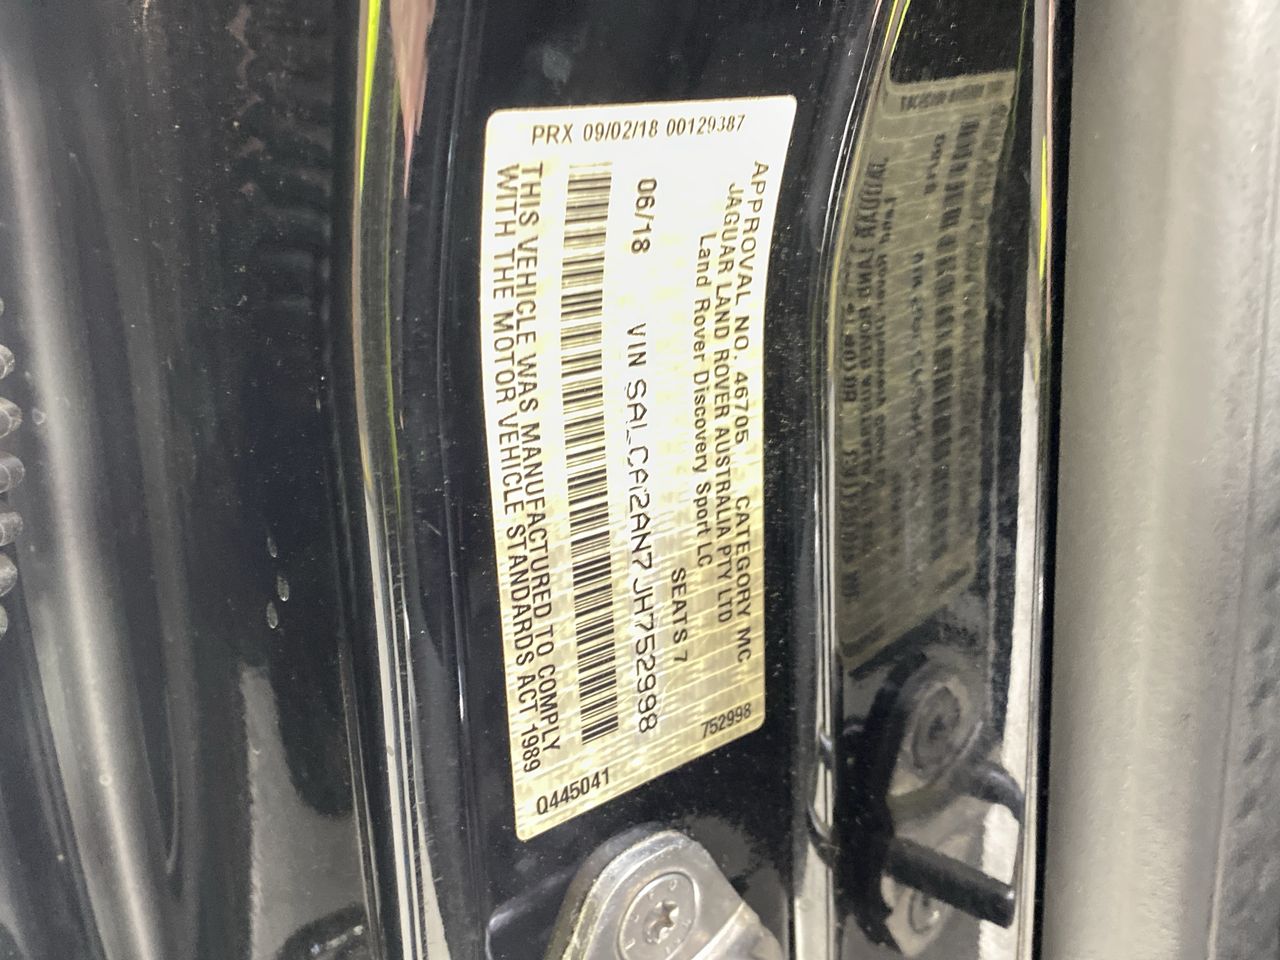 PRX 09/02/18 00129387
APPROVAL NO. 46705 CATEGORY MC
JAGUAR LAND ROVER AUSTRALIA PTY LTD
Land Rover Discovery Sport LC
SEATS 7
06/18 VIN SALCA2AN7JH752998
THIS VEHICLE WAS MANUFACTURED TO COMPLY
WITH THE MOTOR VEHICLE STANDARDS ACT 1989
Q445041
752998